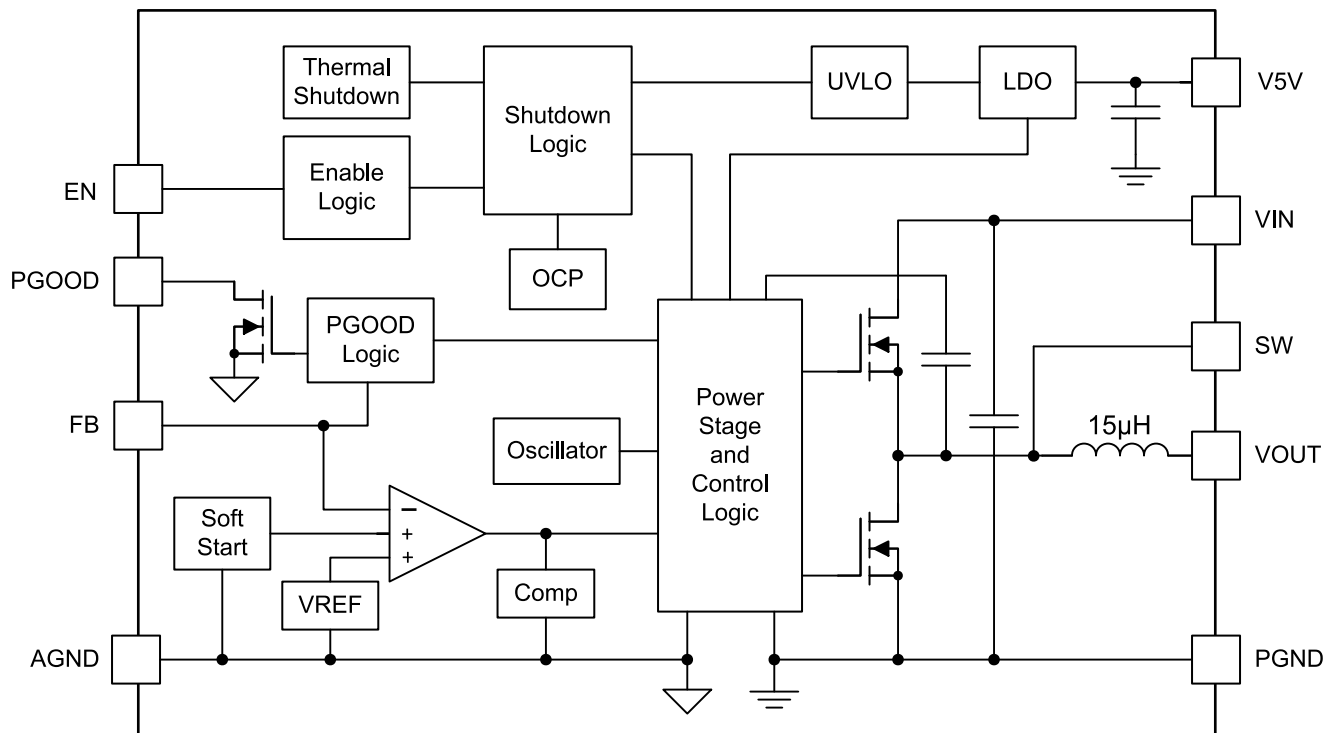 Thermal
Shutdown
Shutdown
Logic
UVLO
LDO
V5V
EN
Enable
Logic
VIN
PGOOD
OCP
PGOOD
Logic
SW
FB
Oscillator
Power
Stage
and
Control
Logic
15µH
VOUT
Soft
Start
−
+
+
VREF
Comp
AGND
PGND